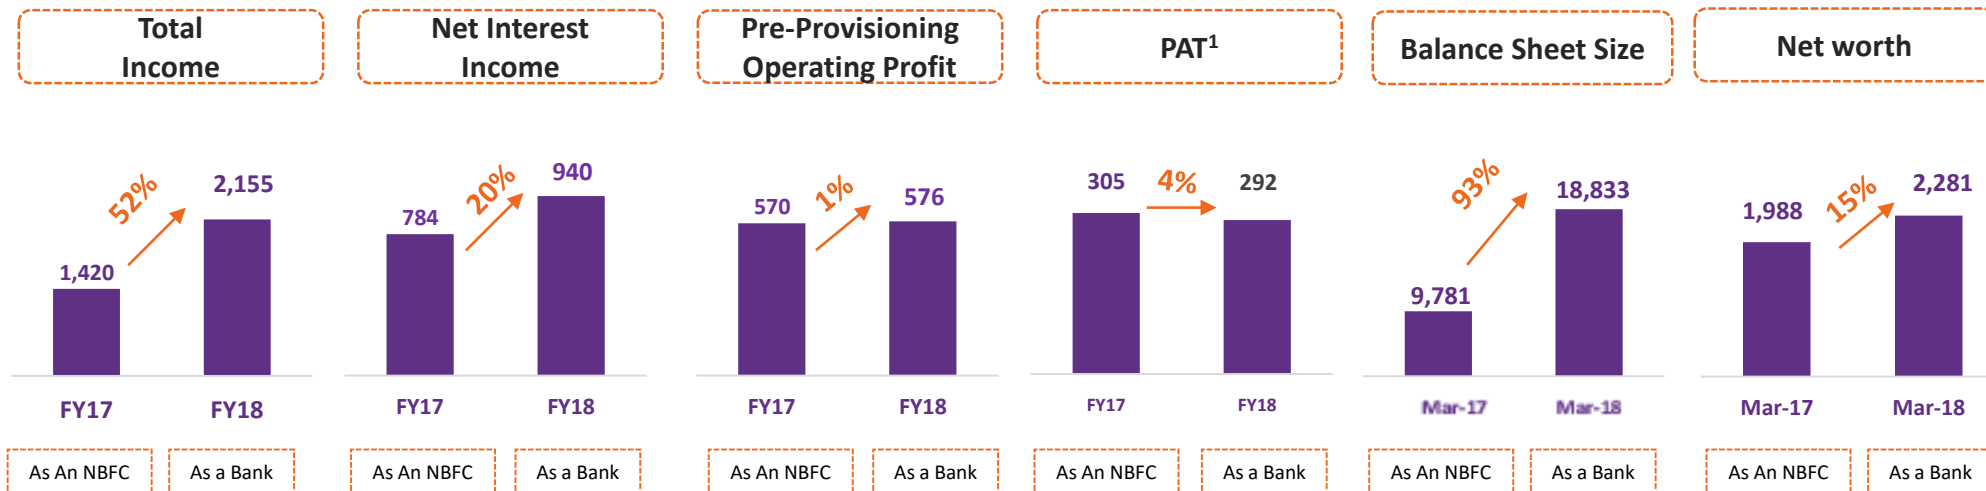 Total
Income
Net Interest
Income
Pre-Provisioning
Operating Profit
PAT1
Balance Sheet Size
Net worth
1,420
52%
2,155
FY17
FY18
As An NBFC
As a Bank
784
20%
940
FY17
FY18
As An NBFC
As a Bank
570
1%
576
FY17
FY18
As An NBFC
As a Bank
305
4%
292
FY17
FY18
As An NBFC
As a Bank
9,781
93%
18,833
Mar-17
Mar-18
As An NBFC
As a Bank
1,988
15%
2,281
Mar-17
Mar-18
As An NBFC
As a Bank